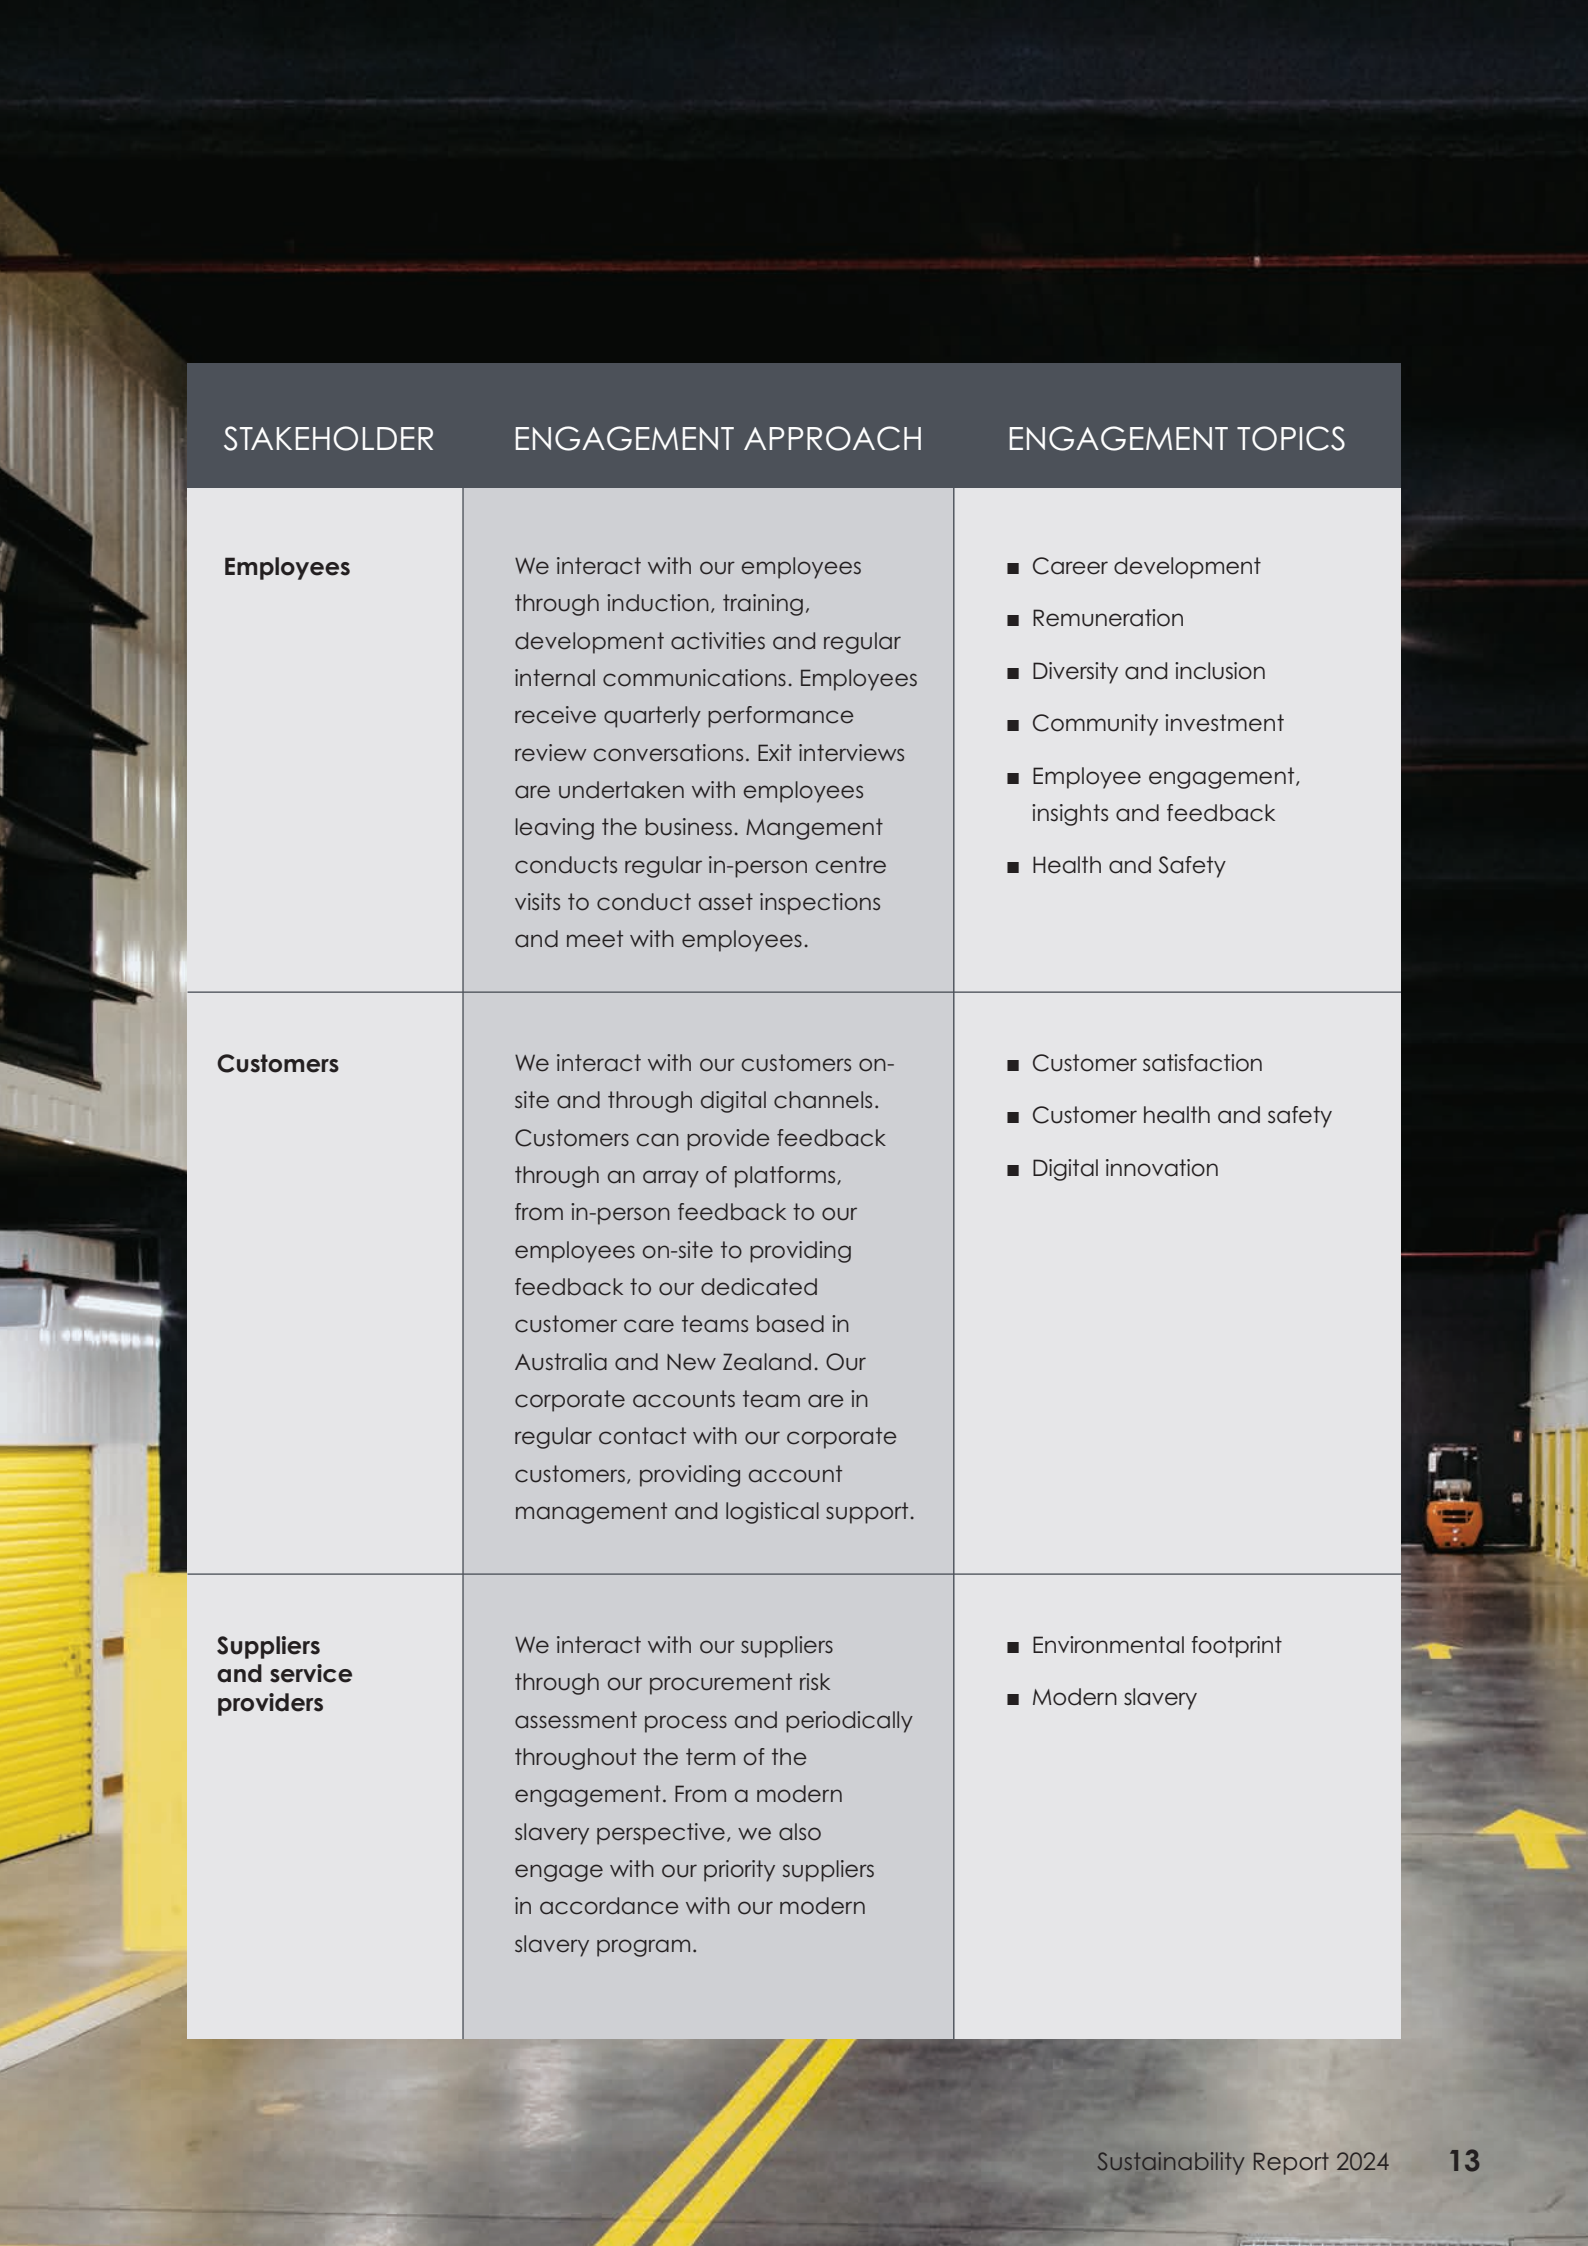 STAKEHOLDER
ENGAGEMENT APPROACH
ENGAGEMENT TOPICS
Employees
We interact with our employees
through induction, training,
development activities and regular
internal communications. Employees
receive quarterly performance
review conversations. Exit interviews
are undertaken with employees
leaving the business. Mangement
conducts regular in-person centre
visits to conduct asset inspections
and meet with employees.
■ Career development
■ Remuneration
■ Diversity and inclusion
■ Community investment
■ Employee engagement,
insights and feedback
■ Health and Safety
Customers
We interact with our customers on-
site and through digital channels.
Customers can provide feedback
through an array of platforms,
from in-person feedback to our
employees on-site to providing
feedback to our dedicated
customer care teams based in
Australia and New Zealand. Our
corporate accounts team are in
regular contact with our corporate
customers, providing account
management and logistical support.
■ Customer satisfaction
■ Customer health and safety
■ Digital innovation
Suppliers
and service
providers
We interact with our suppliers
through our procurement risk
assessment process and periodically
throughout the term of the
engagement. From a modern
slavery perspective, we also
engage with our priority suppliers
in accordance with our modern
slavery program.
■ Environmental footprint
■ Modern slavery
Sustainability Report 2024
13